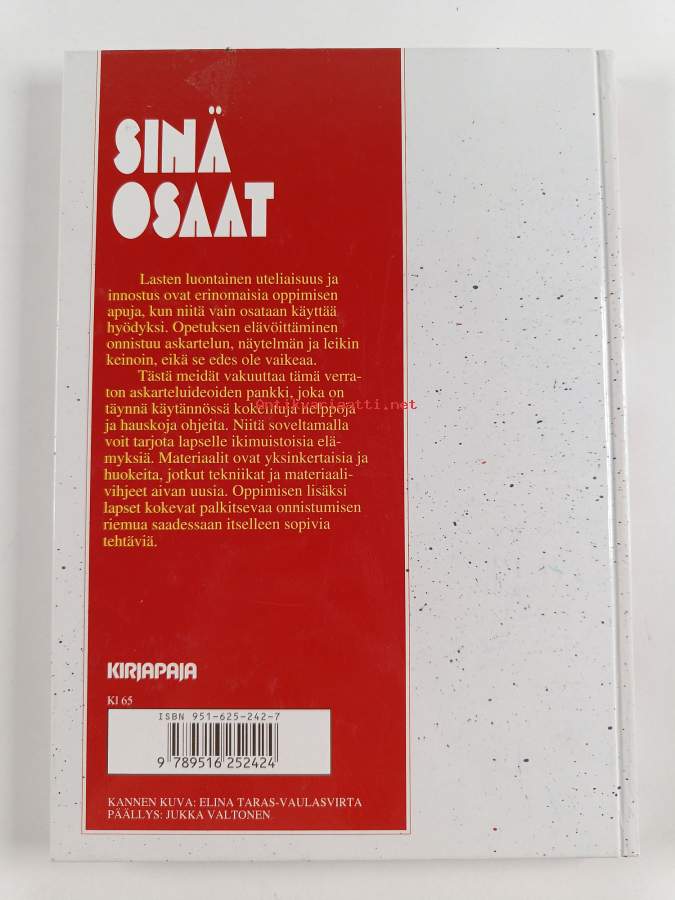 SINÄ
OSAAT
Lasten luontainen uteliaisuus ja
innostus ovat erinomaisia oppimisen
apuja, kun niitä vain osataan käyttää
hyödyksi. Opetuksen elävöittäminen
onnistuu askartelun, näytelmän ja leikin
keinoin, eikä se edes ole vaikeaa.
Tästä meidät vakuuttaa tämä verra-
ton askarteluideoiden pankki, joka on
täynnä käytännössä kokeiltuja helppoja
Antikvariaatti.net
ja hauskoja ohjeita. Niitä soveltamalla
voit tarjota lapselle ikimuistoisia elä-
myksiä. Materiaalit ovat yksinkertaisia ja
huokeita, jotkut tekniikat ja materiaali-
vihjeet aivan uusia. Oppimisen lisäksi
lapset kokevat palkitsevaa onnistumisen
riemua saadessaan itselleen sopivia
tehtäviä.
KIRJAPAJA
Kl 65
ISBN 951-625-242-7
9 789516 252424
KANNEN KUVA: ELINA TARAS-VAULASVIRTA
PÄÄLLYS: JUKKA VALTONEN